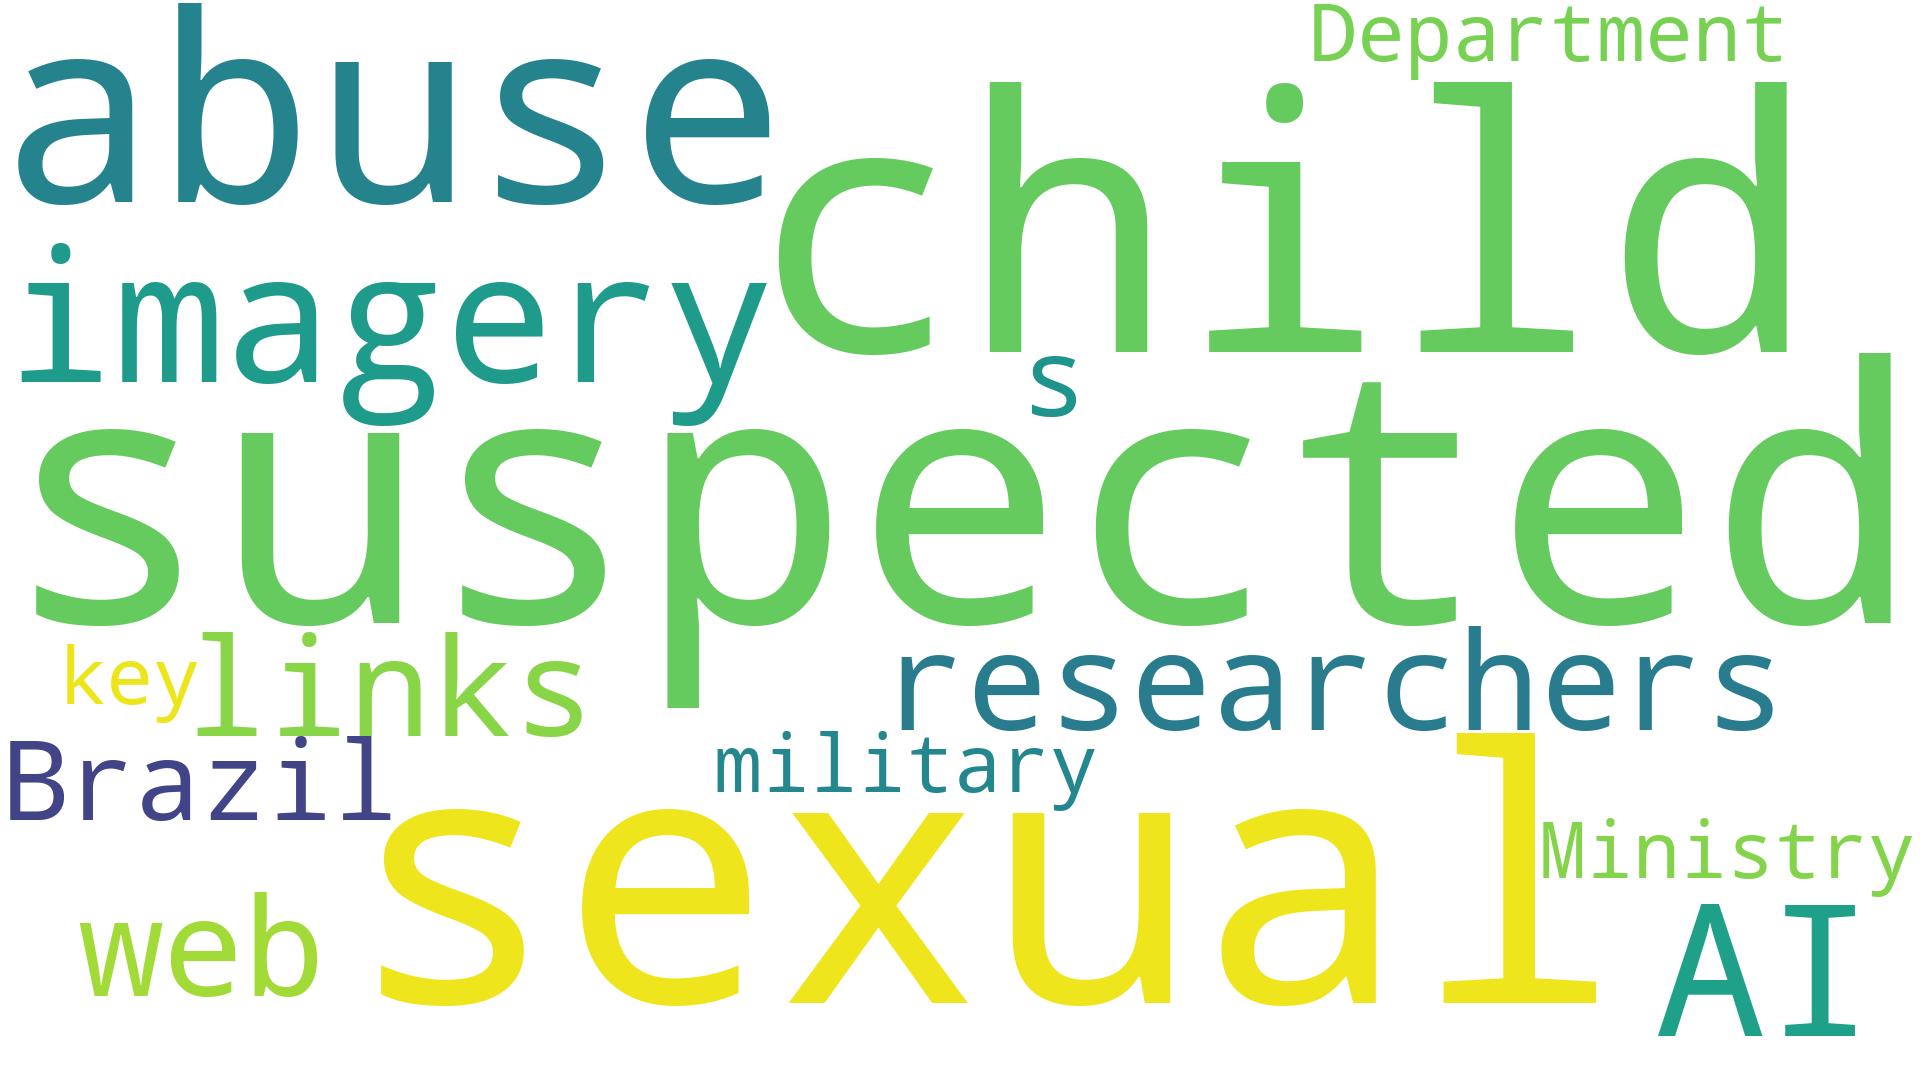 Department
abuse
child
imagery
s
suspected
key
links
researchers
Brazil
military
sexual
Ministry
web
AI